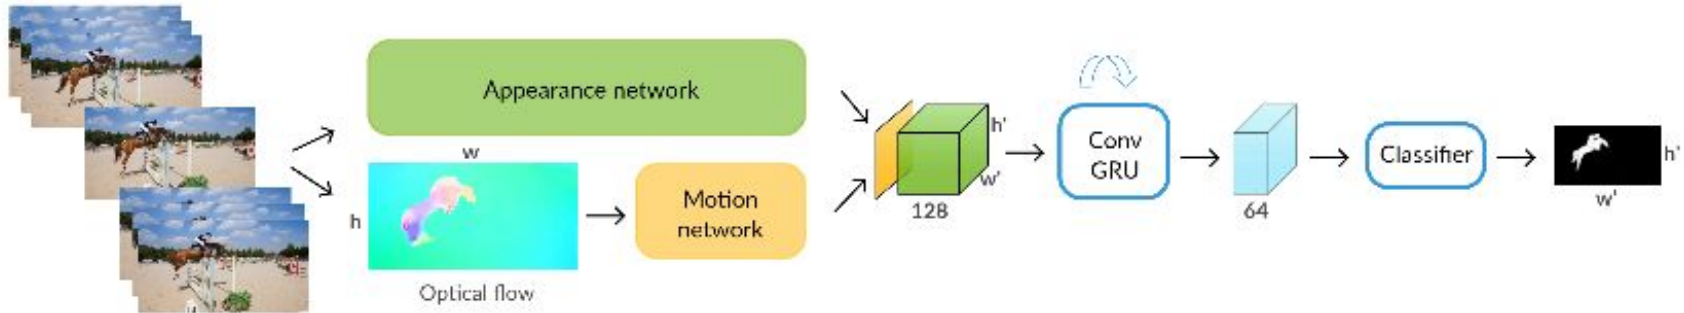 Appearance network
w
h
Optical flow
Motion
network
h'
w'
128
Conv
GRU
64
Classifier
h'
w'